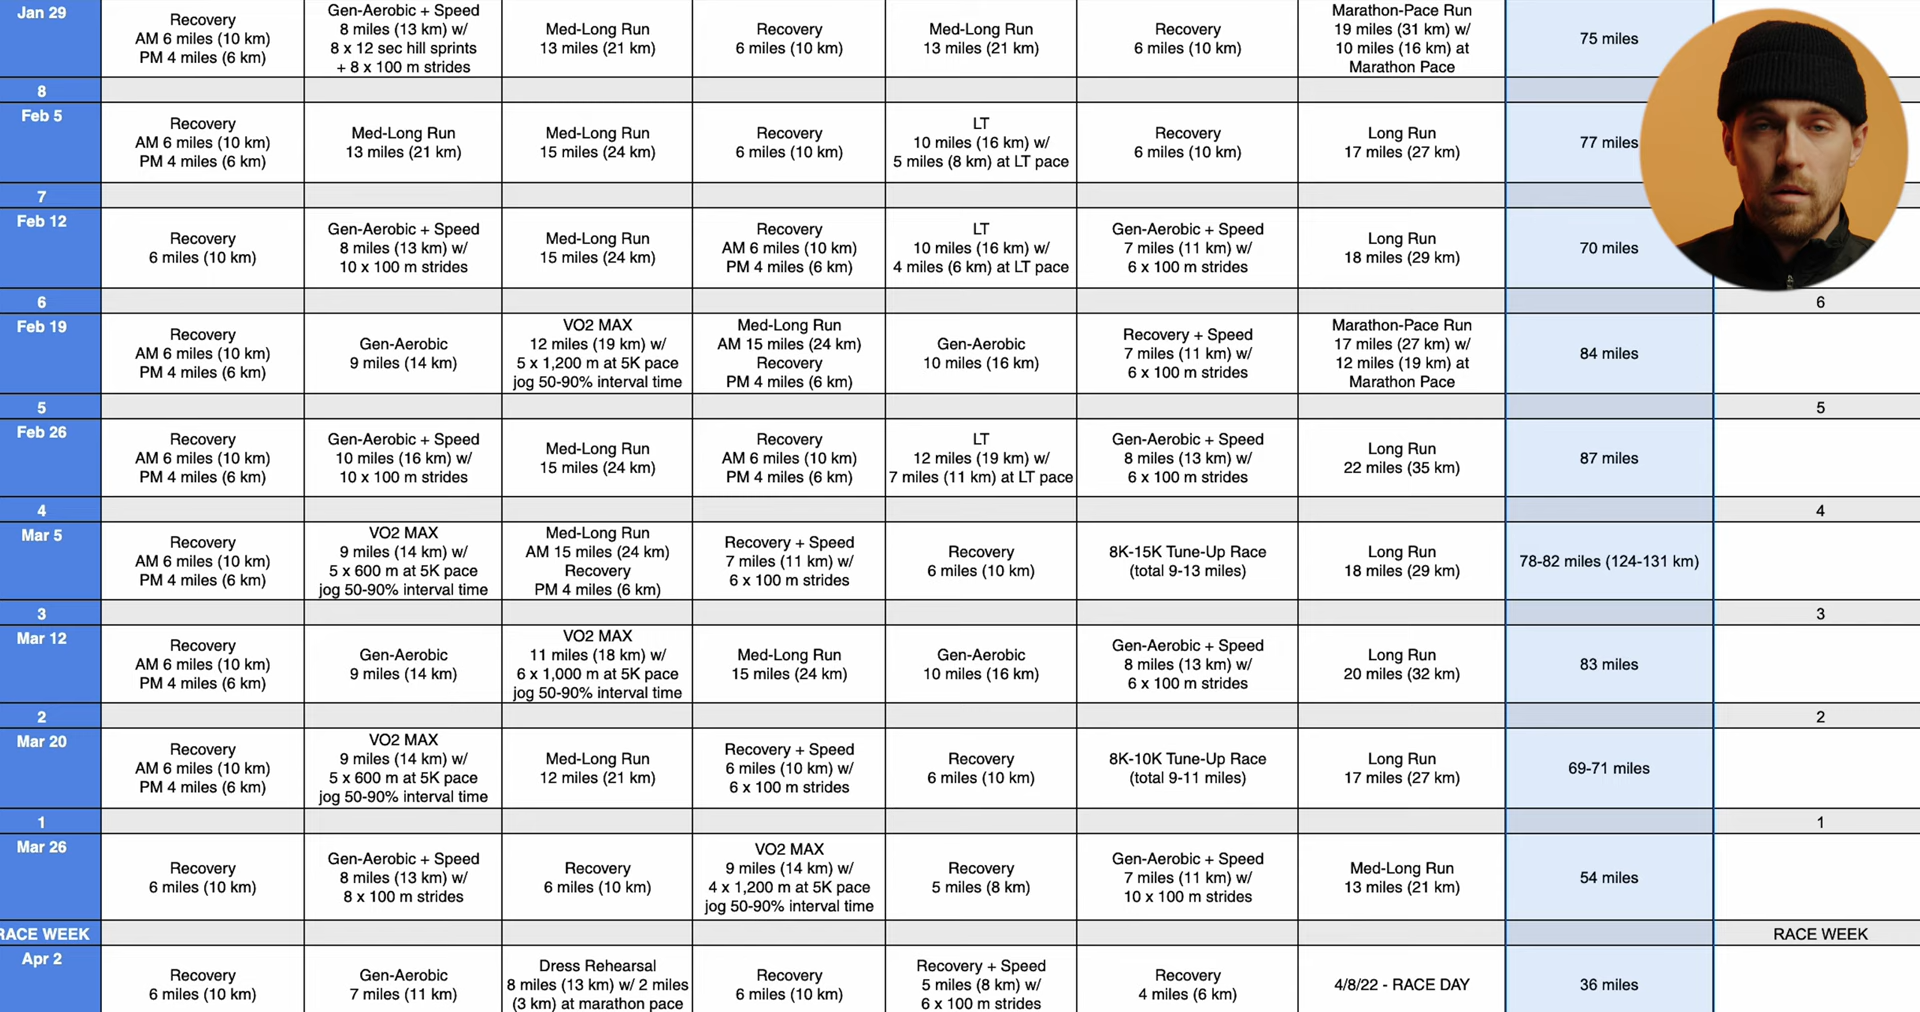 Jan 29
Recovery
AM 6 miles (10 km)
PM 4 miles (6 km)
Gen-Aerobic + Speed
8 miles (13 km) w/
8 x 12 sec hill sprints
+ 8 x 100 m strides
Med-Long Run
13 miles (21 km)
Recovery
6 miles (10 km)
Med-Long Run
13 miles (21 km)
Recovery
6 miles (10 km)
Marathon-Pace Run
19 miles (31 km) w/
10 miles (16 km) at
Marathon Pace
75 miles
8
Feb 5
Recovery
AM 6 miles (10 km)
PM 4 miles (6 km)
Med-Long Run
13 miles (21 km)
Med-Long Run
15 miles (24 km)
Recovery
6 miles (10 km)
LT
10 miles (16 km) w/
5 miles (8 km) at LT pace
Recovery
6 miles (10 km)
Long Run
17 miles (27 km)
77 miles
7
Feb 12
Recovery
6 miles (10 km)
Gen-Aerobic + Speed
8 miles (13 km) w/
10 x 100 m strides
Med-Long Run
15 miles (24 km)
Recovery
AM 6 miles (10 km)
PM 4 miles (6 km)
LT
10 miles (16 km) w/
4 miles (6 km) at LT pace
Gen-Aerobic + Speed
7 miles (11 km) w/
6 x 100 m strides
Long Run
18 miles (29 km)
70 miles
6
6
Feb 19
Recovery
AM 6 miles (10 km)
PM 4 miles (6 km)
Gen-Aerobic
9 miles (14 km)
VO2 MAX
12 miles (19 km) w/
5 x 1,200 m at 5K pace
jog 50-90% interval time
Med-Long Run
AM 15 miles (24 km)
Recovery
PM 4 miles (6 km)
Gen-Aerobic
10 miles (16 km)
Recovery + Speed
7 miles (11 km) w/
6 x 100 m strides
Marathon-Pace Run
17 miles (27 km) w/
12 miles (19 km) at
Marathon Pace
84 miles
5
5
Feb 26
Recovery
AM 6 miles (10 km)
PM 4 miles (6 km)
Gen-Aerobic + Speed
10 miles (16 km) w/
10 x 100 m strides
Med-Long Run
15 miles (24 km)
Recovery
AM 6 miles (10 km)
PM 4 miles (6 km)
LT
12 miles (19 km) w/
7 miles (11 km) at LT pace
Gen-Aerobic + Speed
8 miles (13 km) w/
6 x 100 m strides
Long Run
22 miles (35 km)
87 miles
4
4
Mar 5
Recovery
AM 6 miles (10 km)
PM 4 miles (6 km)
VO2 MAX
9 miles (14 km) w/
5 x 600 m at 5K pace
jog 50-90% interval time
Med-Long Run
AM 15 miles (24 km)
Recovery
PM 4 miles (6 km)
Recovery + Speed
7 miles (11 km) w/
6 x 100 m strides
Recovery
6 miles (10 km)
8K-15K Tune-Up Race
(total 9-13 miles)
Long Run
18 miles (29 km)
78-82 miles (124-131 km)
3
3
Mar 12
Recovery
AM 6 miles (10 km)
PM 4 miles (6 km)
Gen-Aerobic
9 miles (14 km)
VO2 MAX
11 miles (18 km) w/
6 x 1,000 m at 5K pace
jog 50-90% interval time
Med-Long Run
15 miles (24 km)
Gen-Aerobic
10 miles (16 km)
Gen-Aerobic + Speed
8 miles (13 km) w/
6 x 100 m strides
Long Run
20 miles (32 km)
83 miles
2
2
Mar 20
Recovery
AM 6 miles (10 km)
PM 4 miles (6 km)
VO2 MAX
9 miles (14 km) w/
5 x 600 m at 5K pace
jog 50-90% interval time
Med-Long Run
12 miles (21 km)
Recovery + Speed
6 miles (10 km) w/
6 x 100 m strides
Recovery
6 miles (10 km)
8K-10K Tune-Up Race
(total 9-11 miles)
Long Run
17 miles (27 km)
69-71 miles
1
1
Mar 26
Recovery
6 miles (10 km)
Gen-Aerobic + Speed
8 miles (13 km) w/
8 x 100 m strides
Recovery
6 miles (10 km)
VO2 MAX
9 miles (14 km) w/
4 x 1,200 m at 5K pace
jog 50-90% interval time
Recovery
5 miles (8 km)
Gen-Aerobic + Speed
7 miles (11 km) w/
10 x 100 m strides
Med-Long Run
13 miles (21 km)
54 miles
RACE WEEK
RACE WEEK
Apr 2
Recovery
6 miles (10 km)
Gen-Aerobic
7 miles (11 km)
Dress Rehearsal
8 miles (13 km) w/ 2 miles
(3 km) at marathon pace
Recovery
6 miles (10 km)
Recovery + Speed
5 miles (8 km) w/
6 x 100 m strides
Recovery
4 miles (6 km)
4/8/22 - RACE DAY
36 miles